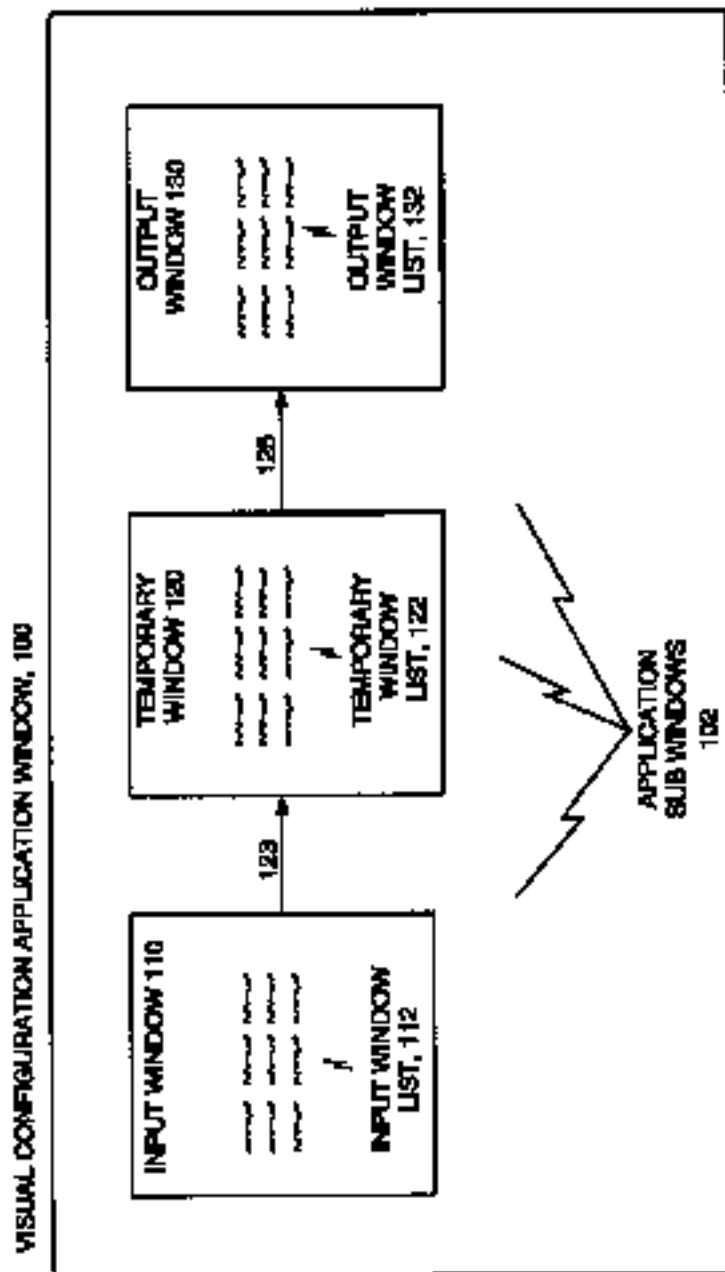 VISUAL CONFIGURATION APPLICATION WINDOW, 100
INPUT WINDOW 110
INPUT WINDOW
LIST, 112
123
TEMPORARY
WINDOW 120
TEMPORARY
WINDOW
LIST, 122
125
OUTPUT
WINDOW 130
OUTPUT
WINDOW
LIST, 132
APPLICATION
SUB WINDOWS
102